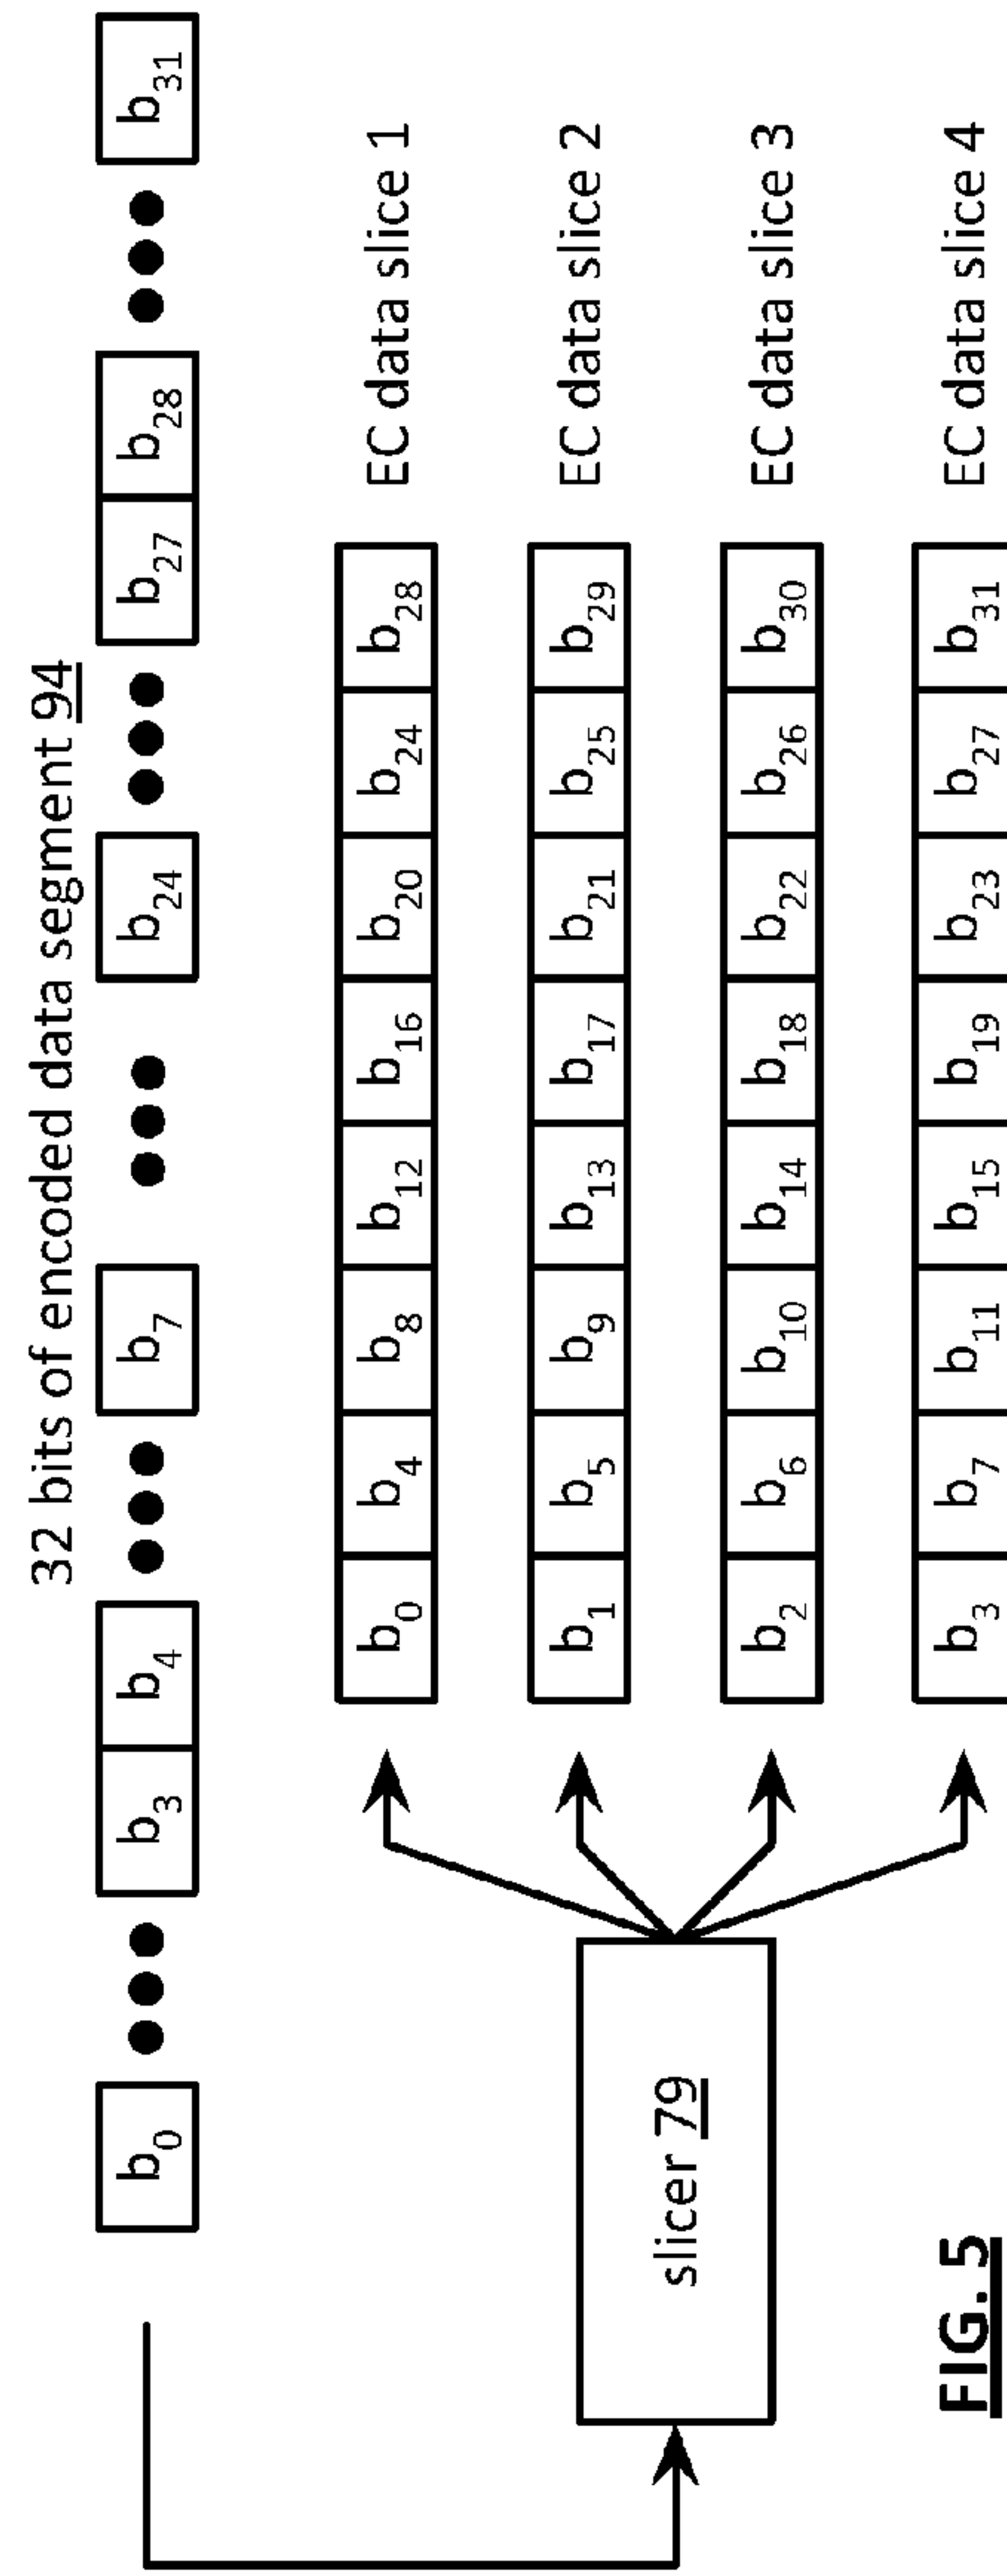 32 bits of encoded data segment 94
b0 ••• b3 b4 ••• b7 ••• b24 ••• b27 b28 ••• b31
b0 b4 b8 b12 b16 b20 b24 b28 EC data slice 1
b1 b5 b9 b13 b17 b21 b25 b29 EC data slice 2
slicer 79
b2 b6 b10 b14 b18 b22 b26 b30 EC data slice 3
b3 b7 b11 b15 b19 b23 b27 b31 EC data slice 4
FIG. 5